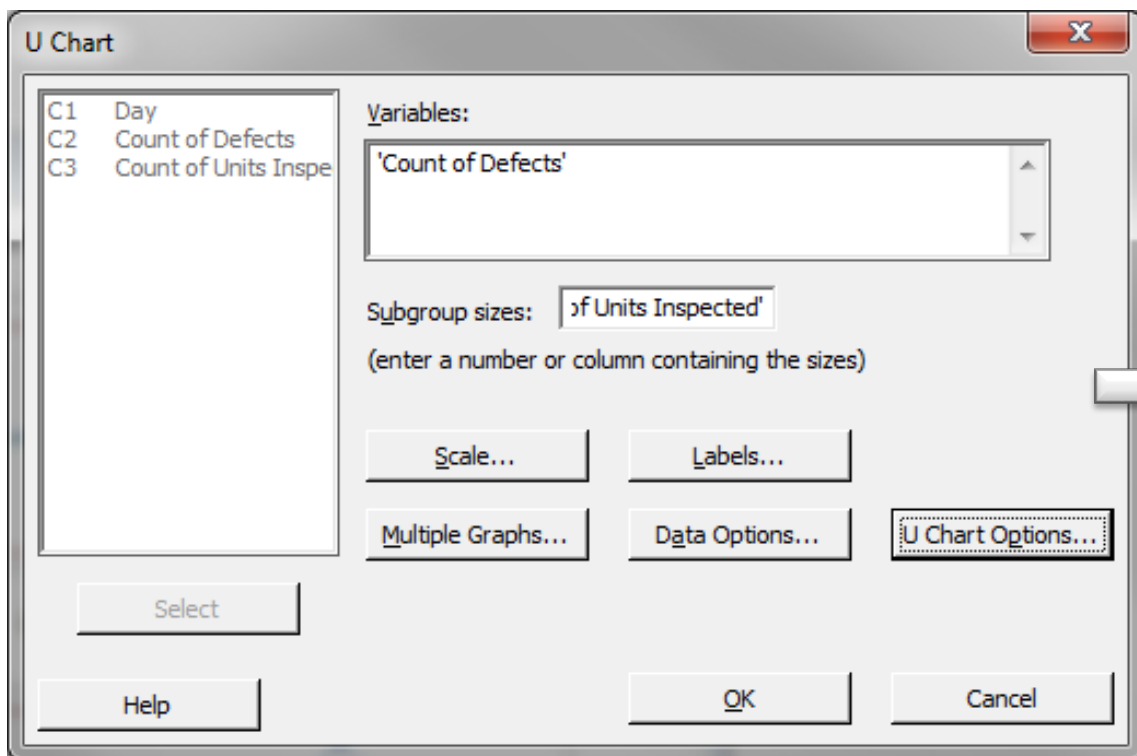 U Chart
C1 Day
C2 Count of Defects
C3 Count of Units Inspe
Variables:
'Count of Defects'
Subgroup sizes: of Units Inspected'
(enter a number or column containing the sizes)
Scale... Labels...
Multiple Graphs... Data Options... U Chart Options...
Select
Help OK Cancel